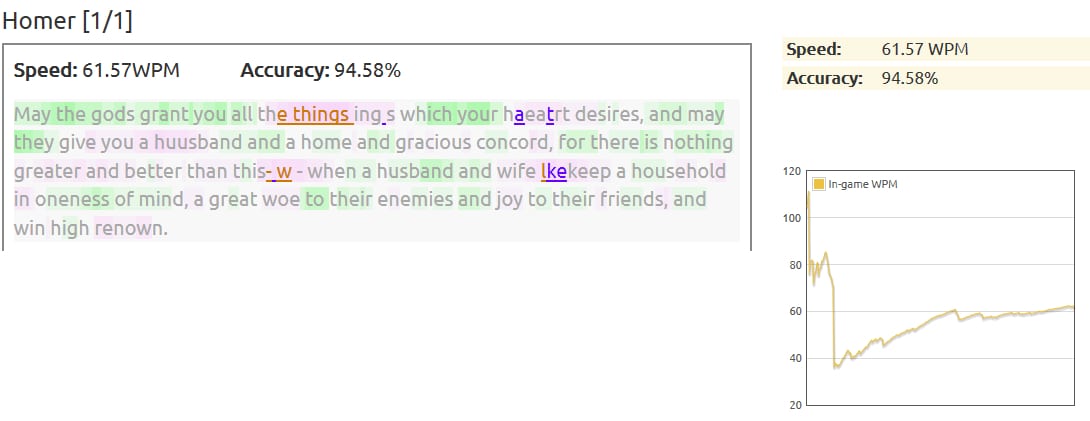 Homer [1/1]
Speed: 61.57WPM Accuracy: 94.58%
May the gods grant you all the things ing s which your haeatrt desires, and may
they give you a huusband and a home and gracious concord, for there is nothing
greater and better than this- w - when a husband and wife lkekeep a household
in oneness of mind, a great woe to their enemies and joy to their friends, and
win high renown.
Speed: 61.57 WPM
Accuracy: 94.58%
In-game WPM
120
100
80
60
40
20